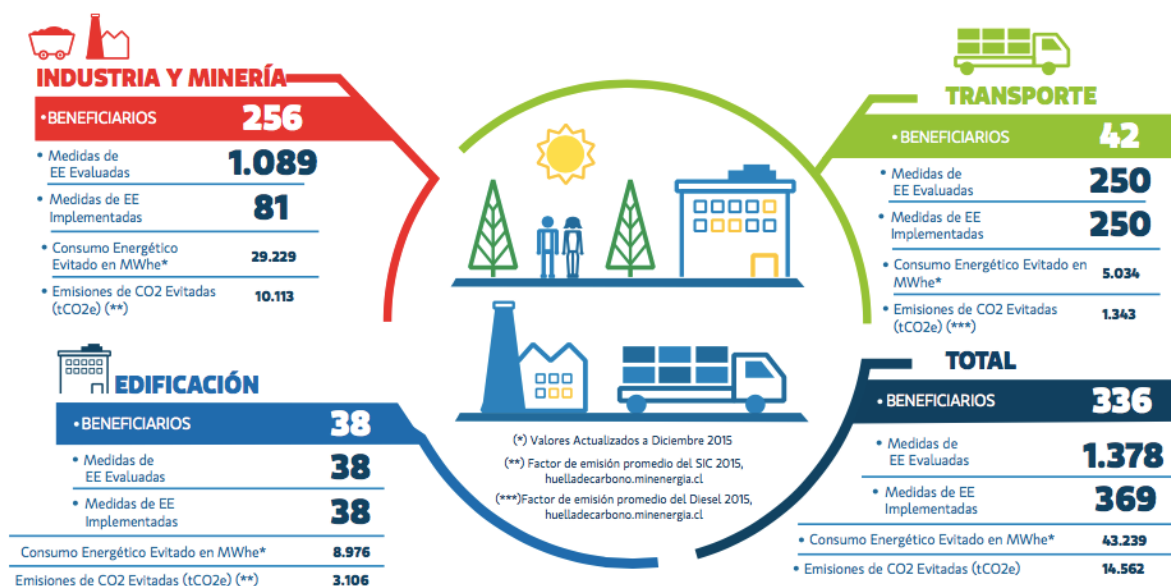 INDUSTRIA Y MINERÍA
• BENEFICIARIOS 256
• Medidas de
EE Evaluadas 1.089
• Medidas de EE
Implementadas 81
• Consumo Energético
Evitado en MWhe* 29.229
• Emisiones de CO2 Evitadas
(tCO2e) (**) 10.113
TRANSPORTE
• BENEFICIARIOS 42
• Medidas de
EE Evaluadas 250
• Medidas de EE
Implementadas 250
• Consumo Energético Evitado en
MWhe* 5.034
• Emisiones de CO2 Evitadas
(tCO2e) (***) 1.343
EDIFICACIÓN
• BENEFICIARIOS 38
• Medidas de
EE Evaluadas 38
• Medidas de EE
Implementadas 38
Consumo Energético Evitado en MWhe* 8.976
Emisiones de CO2 Evitadas (tCO2e) (**) 3.106
(*) Valores Actualizados a Diciembre 2015
(**) Factor de emisión promedio del SIC 2015,
huelladecarbono.minenergia.cl
(***)Factor de emisión promedio del Diesel 2015,
huelladecarbono.minenergia.cl
TOTAL
• BENEFICIARIOS 336
• Medidas de
EE Evaluadas 1.378
• Medidas de EE
Implementadas 369
• Consumo Energético Evitado en MWhe* 43.239
• Emisiones de CO2 Evitadas (tCO2e) 14.562